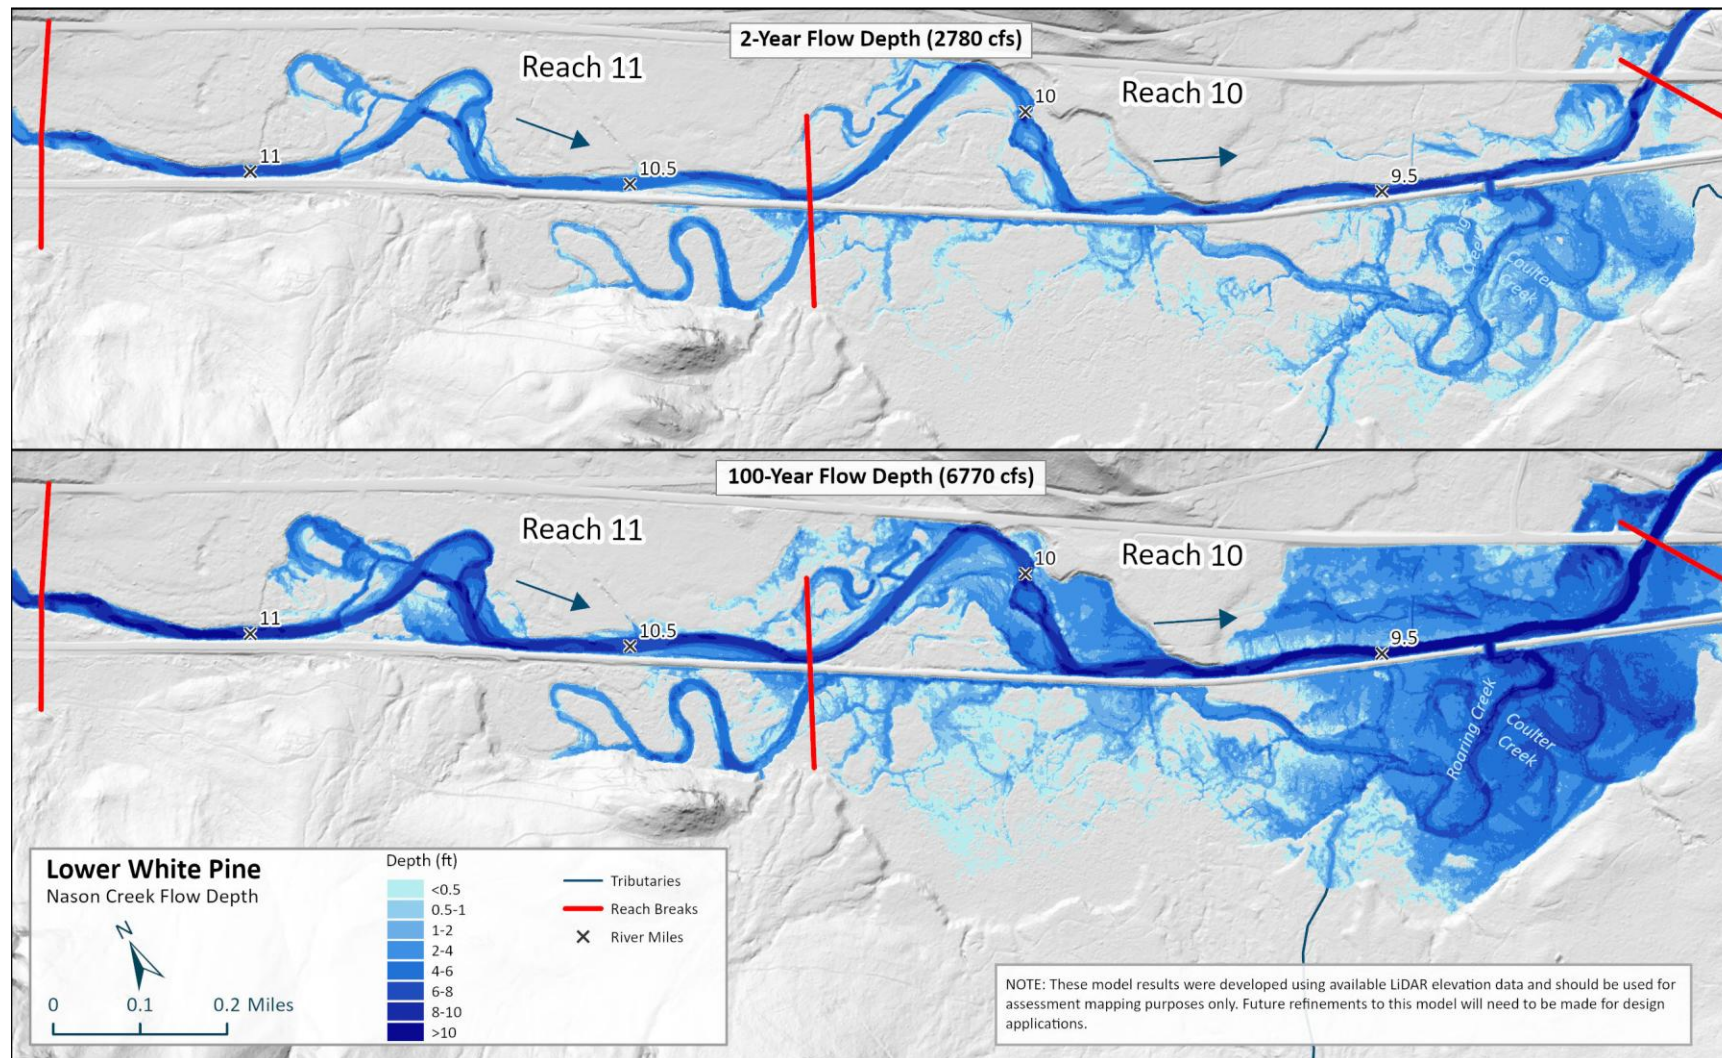 2-Year Flow Depth (2780 cfs)
Reach 11
Reach 10
10
11
10.5
9.5
Coulter
Creek
100-Year Flow Depth (6770 cfs)
Reach 11
Reach 10
10
11
10.5
9.5
Roaring Creek
Coulter
Creek
Lower White Pine
Nason Creek Flow Depth
N
0 0.1 0.2 Miles
Depth (ft)
<0.5
0.5-1
1-2
2-4
4-6
6-8
8-10
>10
Tributaries
Reach Breaks
River Miles
NOTE: These model results were developed using available LiDAR elevation data and should be used for
assessment mapping purposes only. Future refinements to this model will need to be made for design
applications.